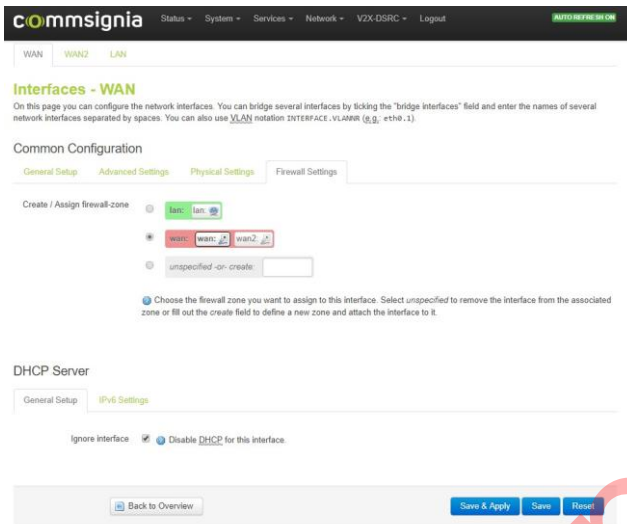 commsignia Status System Services Network V2X-DSRC Logout AUTO REFRESH ON
WAN WAN2 LAN
Interfaces - WAN
On this page you can configure the network interfaces. You can bridge several interfaces by ticking the "bridge interfaces" field and enter the names of several
network interfaces separated by spaces. You can also use VLAN notation INTERFACE.VLANNR (e.g.: eth0.1).
Common Configuration
General Setup Advanced Settings Physical Settings Firewall Settings
Create / Assign firewall-zone
lan: lan:
wan: wan: wan2:
unspecified -or- create:
Choose the firewall zone you want to assign to this interface. Select unspecified to remove the interface from the associated
zone or fill out the create field to define a new zone and attach the interface to it.
DHCP Server
General Setup IPv6 Settings
Ignore interface Disable DHCP for this interface.
Back to Overview Save & Apply Save Reset